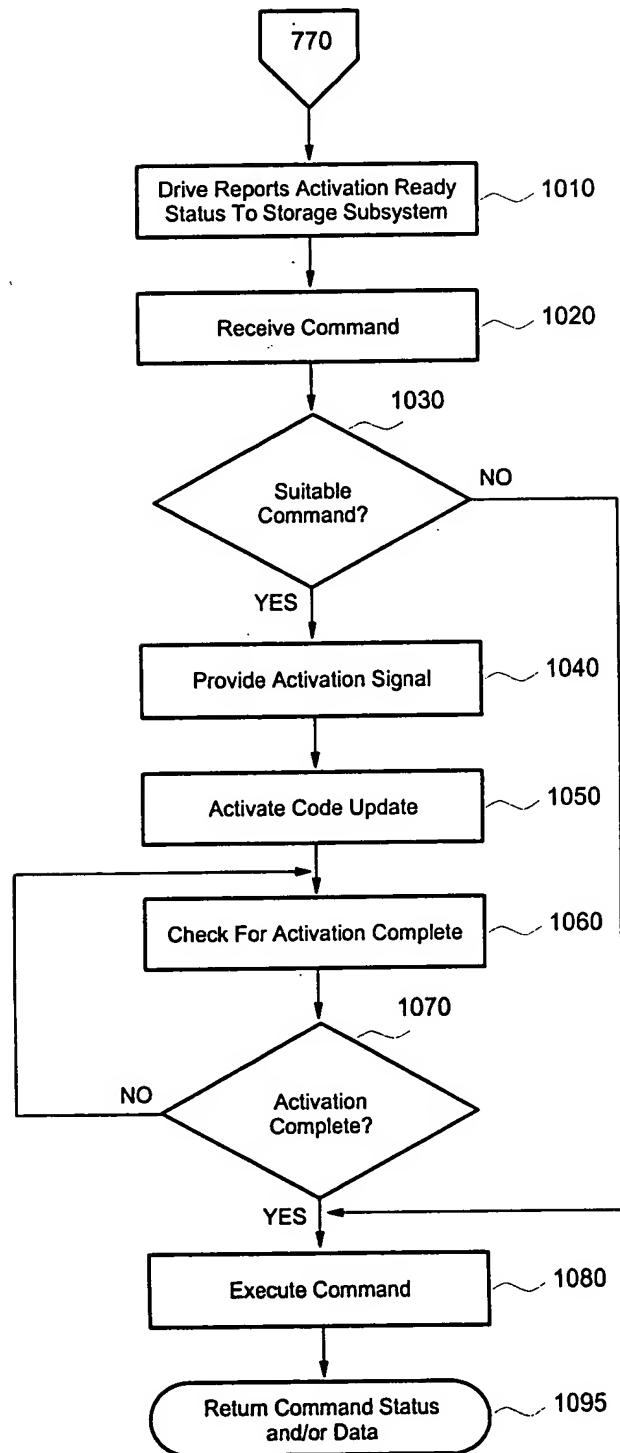 770
Drive Reports Activation Ready
Status To Storage Subsystem
1010
Receive Command
1020
1030
Suitable
Command?
NO
YES
Provide Activation Signal
1040
Activate Code Update
1050
Check For Activation Complete
1060
1070
NO
Activation
Complete?
YES
Execute Command
1080
Return Command Status
and/or Data
1095